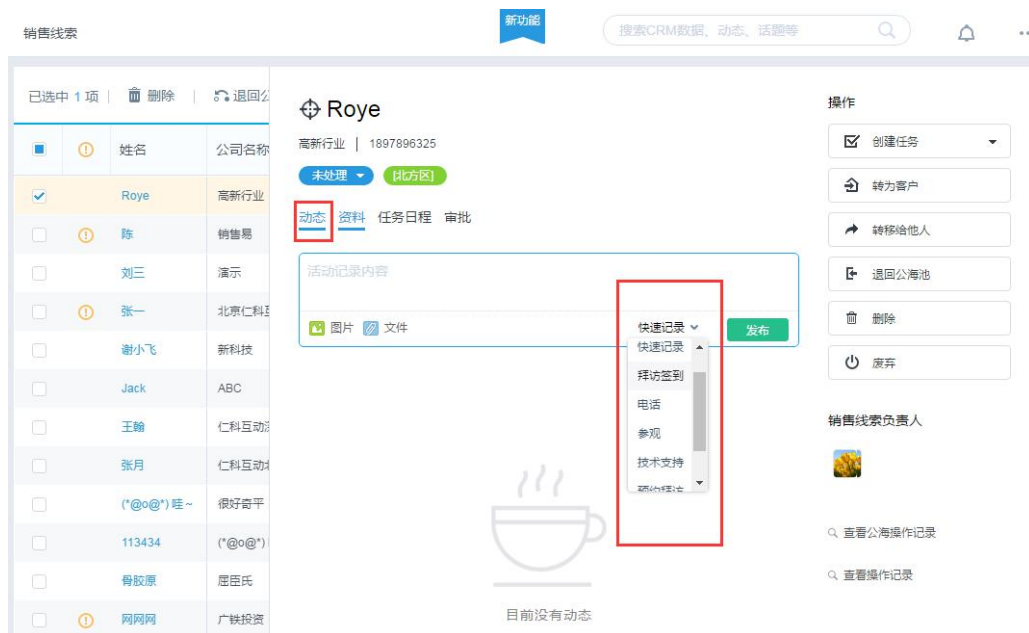 销售线索
新功能
搜索CRM数据、动态、话题等
已选中 1 项 | 删除 | 退回公
姓名 公司名称
Roye 高新行业
陈 销售易
刘三 演示
张一 北京仁科互
谢小飞 新科技
Jack ABC
王翰 仁科互动
张月 仁科互动
(*@o@*) 哇~ 很好奇平
113434 (*@o@*)
骨胶原 屈臣氏
网网网 广铁投资
Roye
高新行业 | 1897896325
未处理 [北方区]
动态 资料 任务日程 审批
活动记录内容
图片 文件 快速记录 发布
快速记录
拜访签到
电话
参观
技术支持
预约拜访
目前没有动态
操作
创建任务
转为客户
转移给他人
退回公海池
删除
废弃
销售线索负责人
查看公海操作记录
查看操作记录